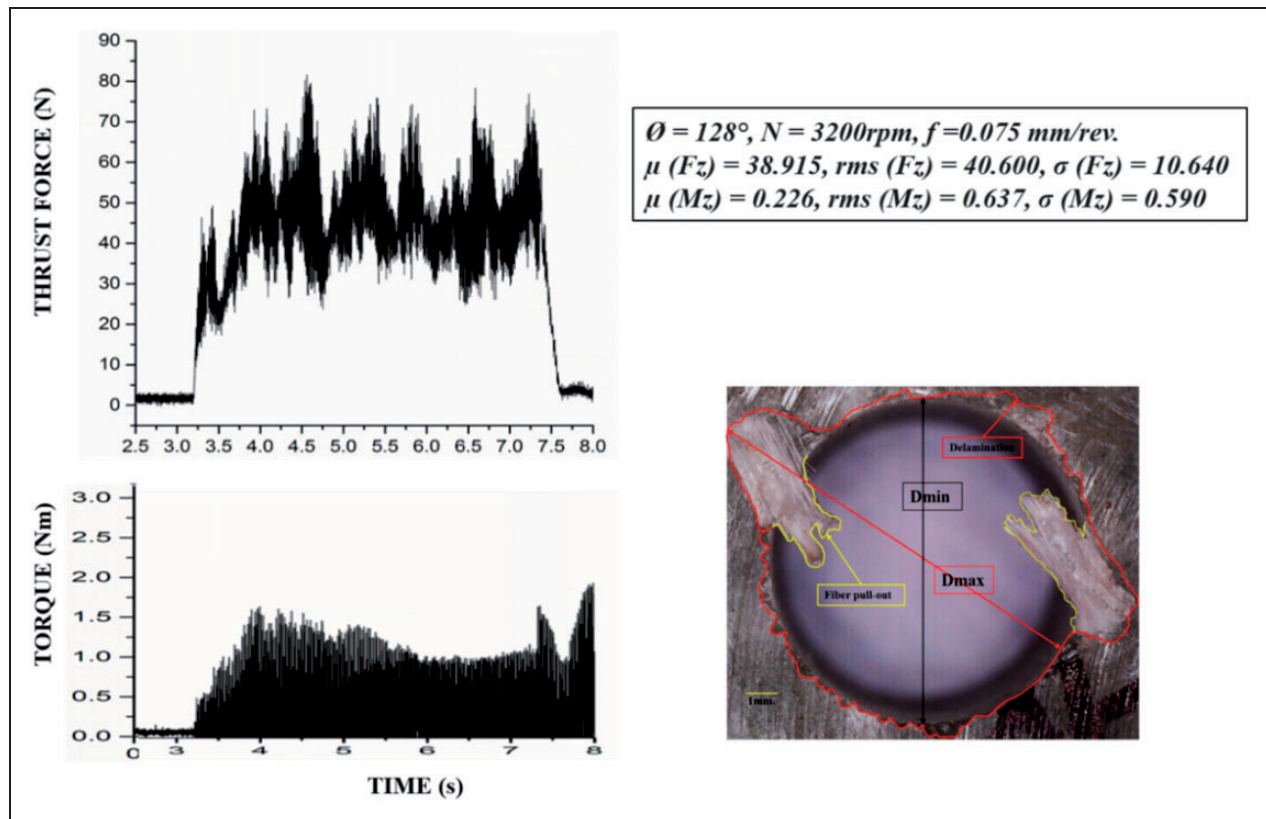 THRUST FORCE (N)
90
80
70
60
50
40
30
20
10
0
2.5 3.0 3.5 4.0 4.5 5.0 5.5 6.0 6.5 7.0 7.5 8.0
Ø = 128°, N = 3200rpm, f =0.075 mm/rev.
µ (Fz) = 38.915, rms (Fz) = 40.600, σ (Fz) = 10.640
µ (Mz) = 0.226, rms (Mz) = 0.637, σ (Mz) = 0.590
TORQUE (Nm)
3.0
2.5
2.0
1.5
1.0
0.5
0.0
C 3 4 5 6 7 8
TIME (s)
Delamination
Dmin
Dmax
Fiber pull-out
1mm.